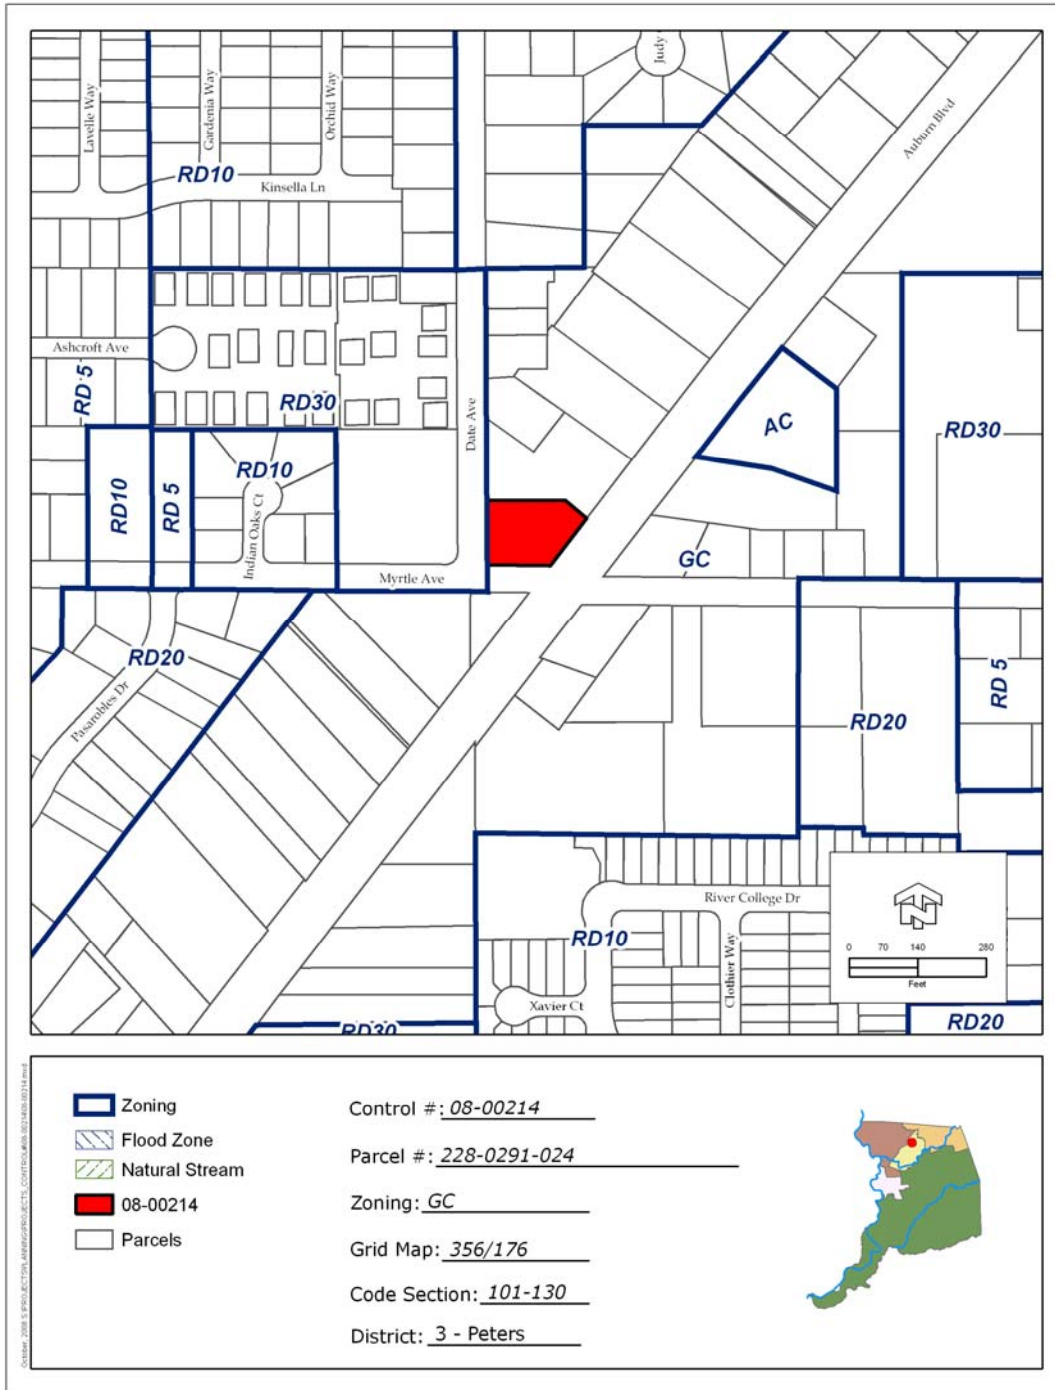 Judy
Lavelle Way
Gardenia Way
Orchid Way
Auburn Blvd
RD10
Kinsella Ln
Ashcroft Ave
RD 5
RD30
Date Ave
AC
RD30
RD10
RD 5
RD10
Indian Oaks Ct
Myrtle Ave
GC
RD20
Pasarobles Dr
RD20
RD 5
River College Dr
RD10
Clothier Way
Xavier Ct
RD30
RD20
N
0 70 140 280
Feet
Zoning
Flood Zone
Natural Stream
08-00214
Parcels
Control #: 08-00214
Parcel #: 228-0291-024
Zoning: GC
Grid Map: 356/176
Code Section: 101-130
District: 3 - Peters